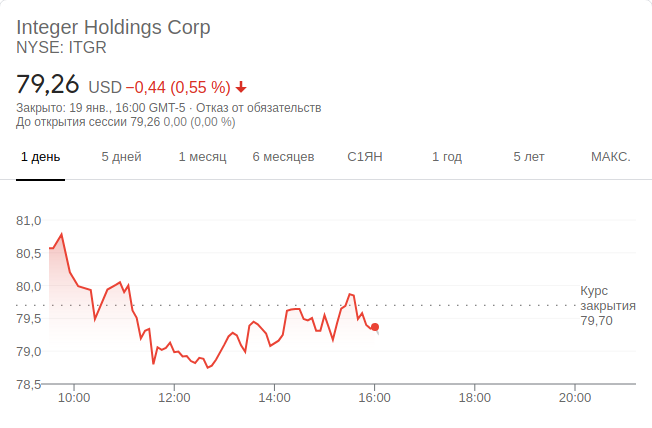 Integer Holdings Corp
NYSE: ITGR
79,26 USD −0,44 (0,55 %)
Закрыто: 19 янв., 16:00 GMT-5 · Отказ от обязательств
До открытия сессии 79,26 0,00 (0,00 %)
1 день 5 дней 1 месяц 6 месяцев С1ЯН 1 год 5 лет МАКС.
81,0
80,5
80,0
79,5
79,0
78,5
Курс
закрытия
79,70
10:00 12:00 14:00 16:00 18:00 20:00